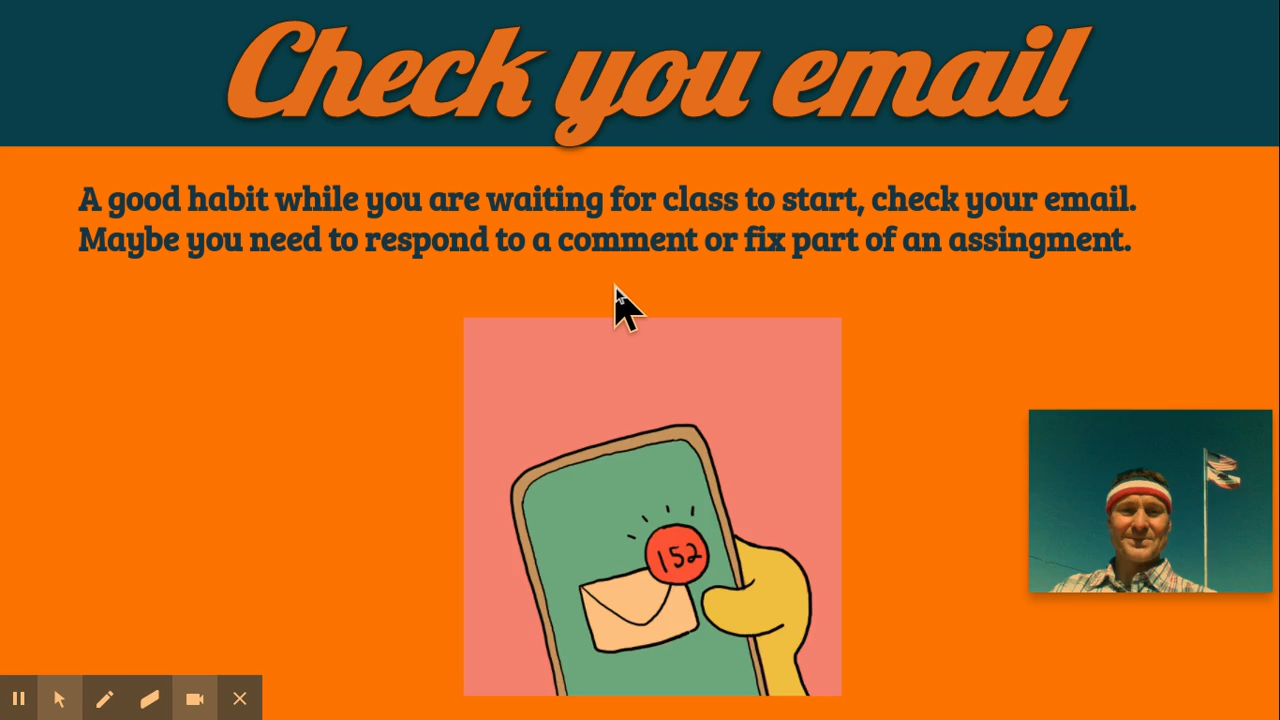 Check you email
A good habit while you are waiting for class to start, check your email.
Maybe you need to respond to a comment or fix part of an assingment.
152